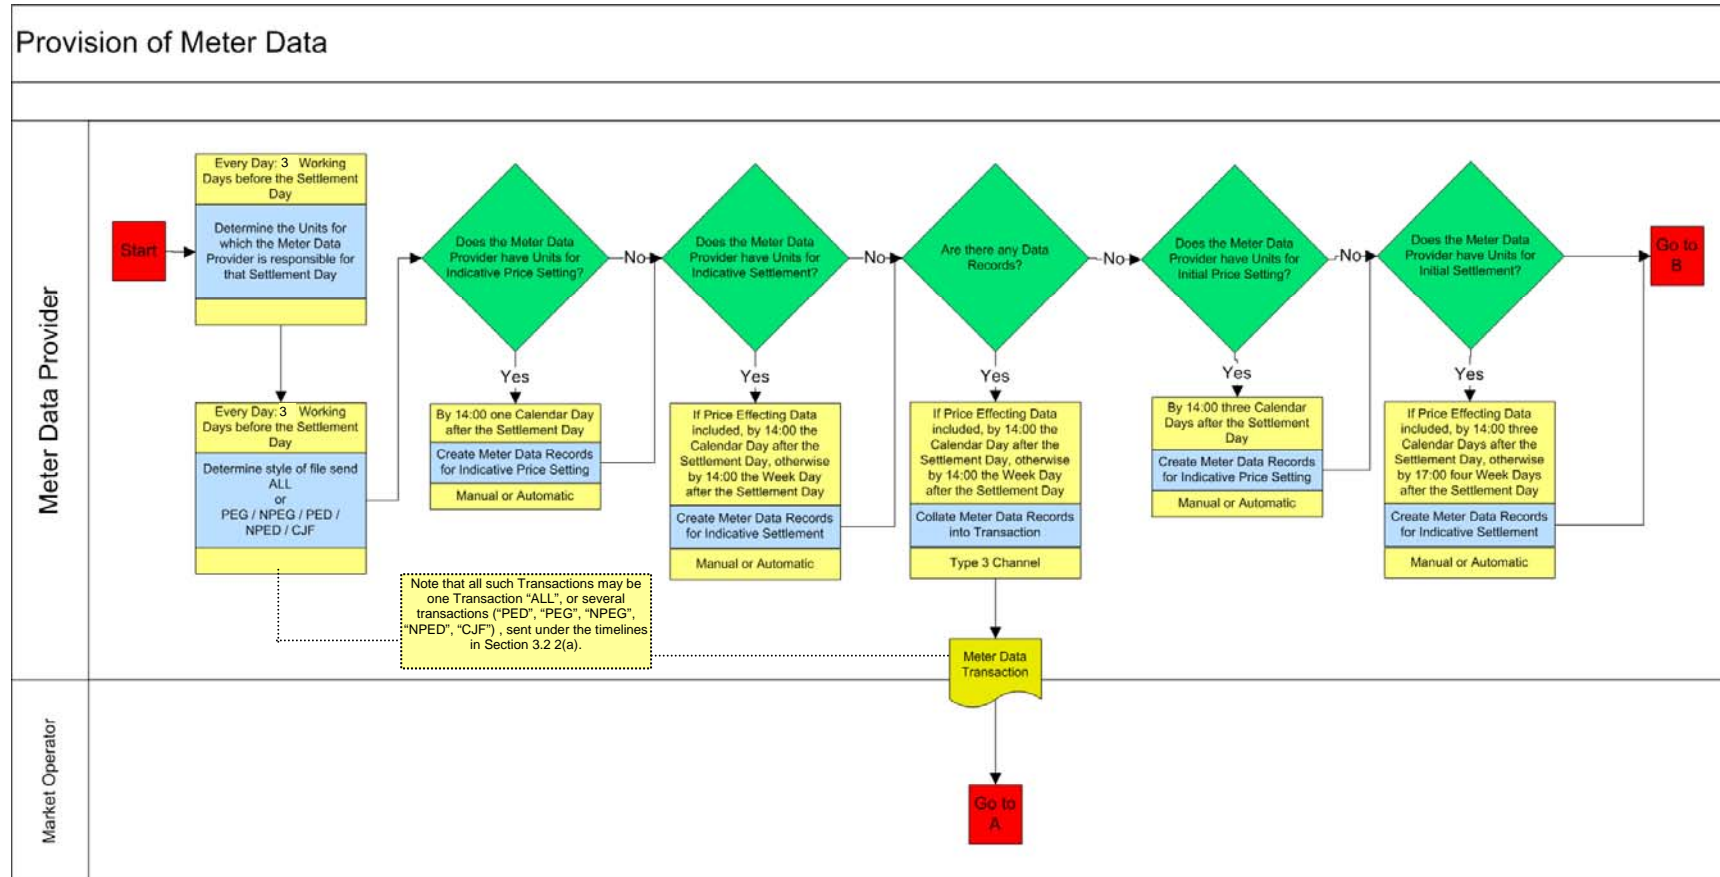 Provision of Meter Data
Meter Data Provider
Market Operator
Start
Every Day: 3 Working
Days before the Settlement
Day
Determine the Units for
which the Meter Data
Provider is responsible for
that Settlement Day
Every Day: 3 Working
Days before the Settlement
Day
Determine style of file send
ALL
or
PEG / NPEG / PED /
NPED / CJF
Does the Meter Data
Provider have Units for
Indicative Price Setting?
No
Yes
By 14:00 one Calendar Day
after the Settlement Day
Create Meter Data Records
for Indicative Price Setting
Manual or Automatic
Does the Meter Data
Provider have Units for
Indicative Settlement?
No
Yes
If Price Effecting Data
included, by 14:00 the
Calendar Day after the
Settlement Day, otherwise
by 14:00 the Week Day
after the Settlement Day
Create Meter Data Records
for Indicative Settlement
Manual or Automatic
Are there any Data
Records?
No
Yes
If Price Effecting Data
included, by 14:00 the
Calendar Day after the
Settlement Day, otherwise
by 14:00 the Week Day
after the Settlement Day
Collate Meter Data Records
into Transaction
Type 3 Channel
Does the Meter Data
Provider have Units for
Initial Price Setting?
No
Yes
By 14:00 three Calendar
Days after the Settlement
Day
Create Meter Data Records
for Indicative Price Setting
Manual or Automatic
Does the Meter Data
Provider have Units for
Initial Settlement?
Yes
If Price Effecting Data
included, by 14:00 three
Calendar Days after the
Settlement Day, otherwise
by 17:00 four Week Days
after the Settlement Day
Create Meter Data Records
for Indicative Settlement
Manual or Automatic
Go to
B
Note that all such Transactions may be
one Transaction “ALL”, or several
transactions (“PED”, “PEG”, “NPEG”,
“NPED”, “CJF”) , sent under the timelines
in Section 3.2 2(a).
Meter Data
Transaction
Go to
A